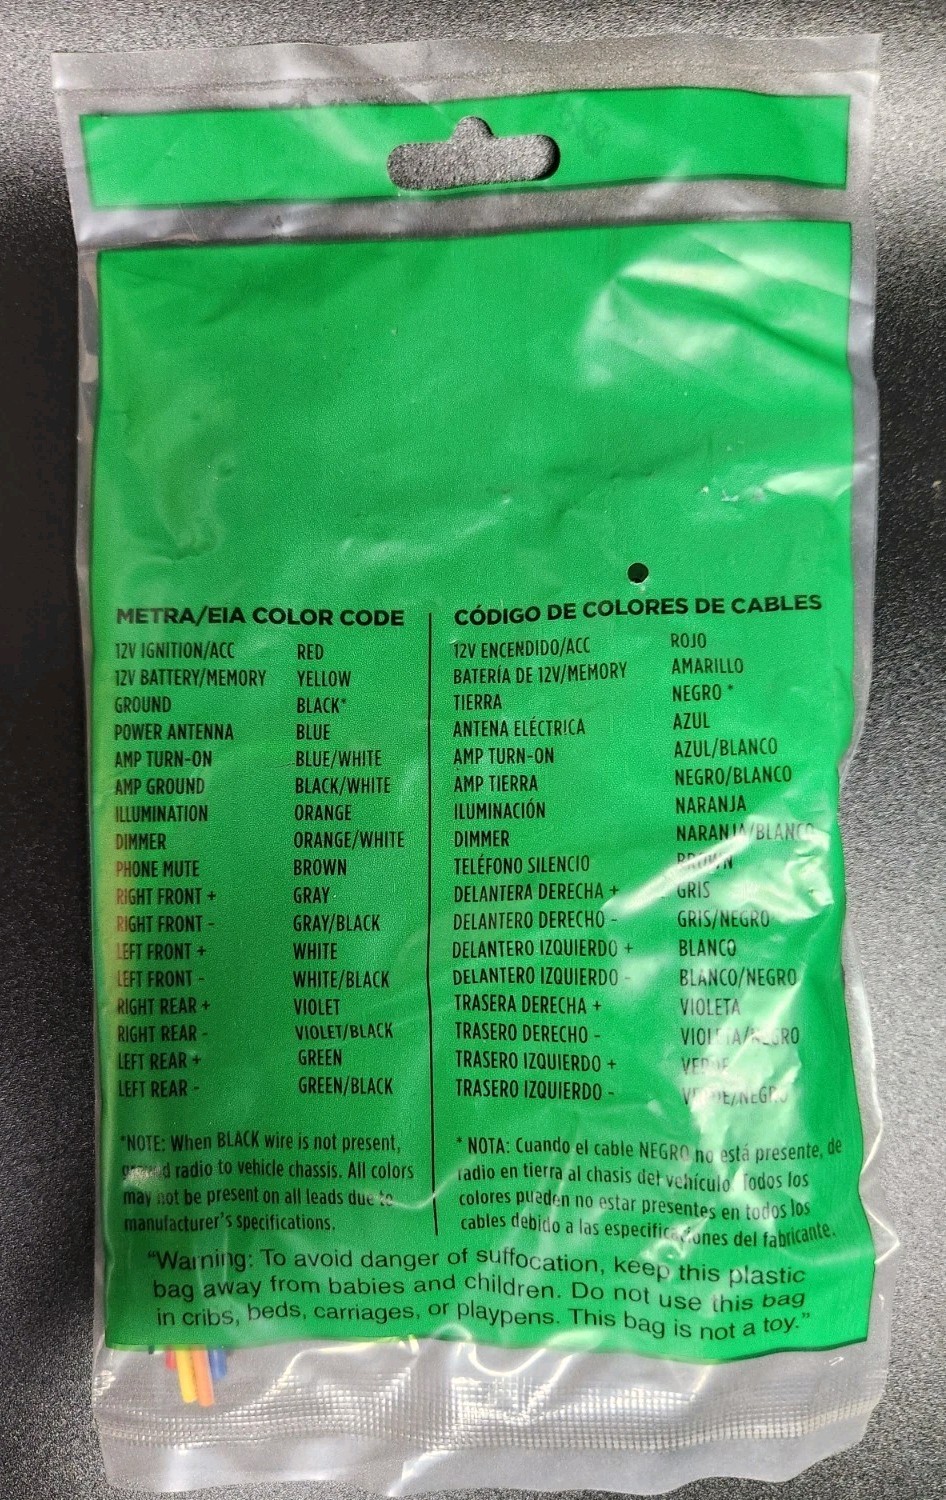 METRA/EIA COLOR CODE
12V IGNITION/ACC RED
12V BATTERY/MEMORY YELLOW
GROUND BLACK*
POWER ANTENNA BLUE
AMP TURN-ON BLUE/WHITE
AMP GROUND BLACK/WHITE
ILLUMINATION ORANGE
DIMMER ORANGE/WHITE
PHONE MUTE BROWN
RIGHT FRONT + GRAY
RIGHT FRONT - GRAY/BLACK
LEFT FRONT + WHITE
LEFT FRONT - WHITE/BLACK
RIGHT REAR + VIOLET
RIGHT REAR - VIOLET/BLACK
LEFT REAR + GREEN
LEFT REAR - GREEN/BLACK
*NOTE: When BLACK wire is not present,
ground radio to vehicle chassis. All colors
may not be present on all leads due to
manufacturer's specifications.
CÓDIGO DE COLORES DE CABLES
12V ENCENDIDO/ACC ROJO
BATERÍA DE 12V/MEMORY AMARILLO
TIERRA NEGRO *
ANTENA ELÉCTRICA AZUL
AMP TURN-ON AZUL/BLANCO
AMP TIERRA NEGRO/BLANCO
ILUMINACIÓN NARANJA
DIMMER NARANJA/BLANCO
TELÉFONO SILENCIO BROWN
DELANTERA DERECHA + GRIS
DELANTERO DERECHO - GRIS/NEGRO
DELANTERO IZQUIERDO + BLANCO
DELANTERO IZQUIERDO - BLANCO/NEGRO
TRASERA DERECHA + VIOLETA
TRASERO DERECHO - VIOLETA/NEGRO
TRASERO IZQUIERDO + VERDE
TRASERO IZQUIERDO - VERDE/NEGRO
* NOTA: Cuando el cable NEGRO no está presente, de
radio en tierra al chasis del vehículo. Todos los
colores pueden no estar presentes en todos los
cables debido a las especificaciones del fabricante.
"Warning: To avoid danger of suffocation, keep this plastic
bag away from babies and children. Do not use this bag
in cribs, beds, carriages, or playpens. This bag is not a toy."